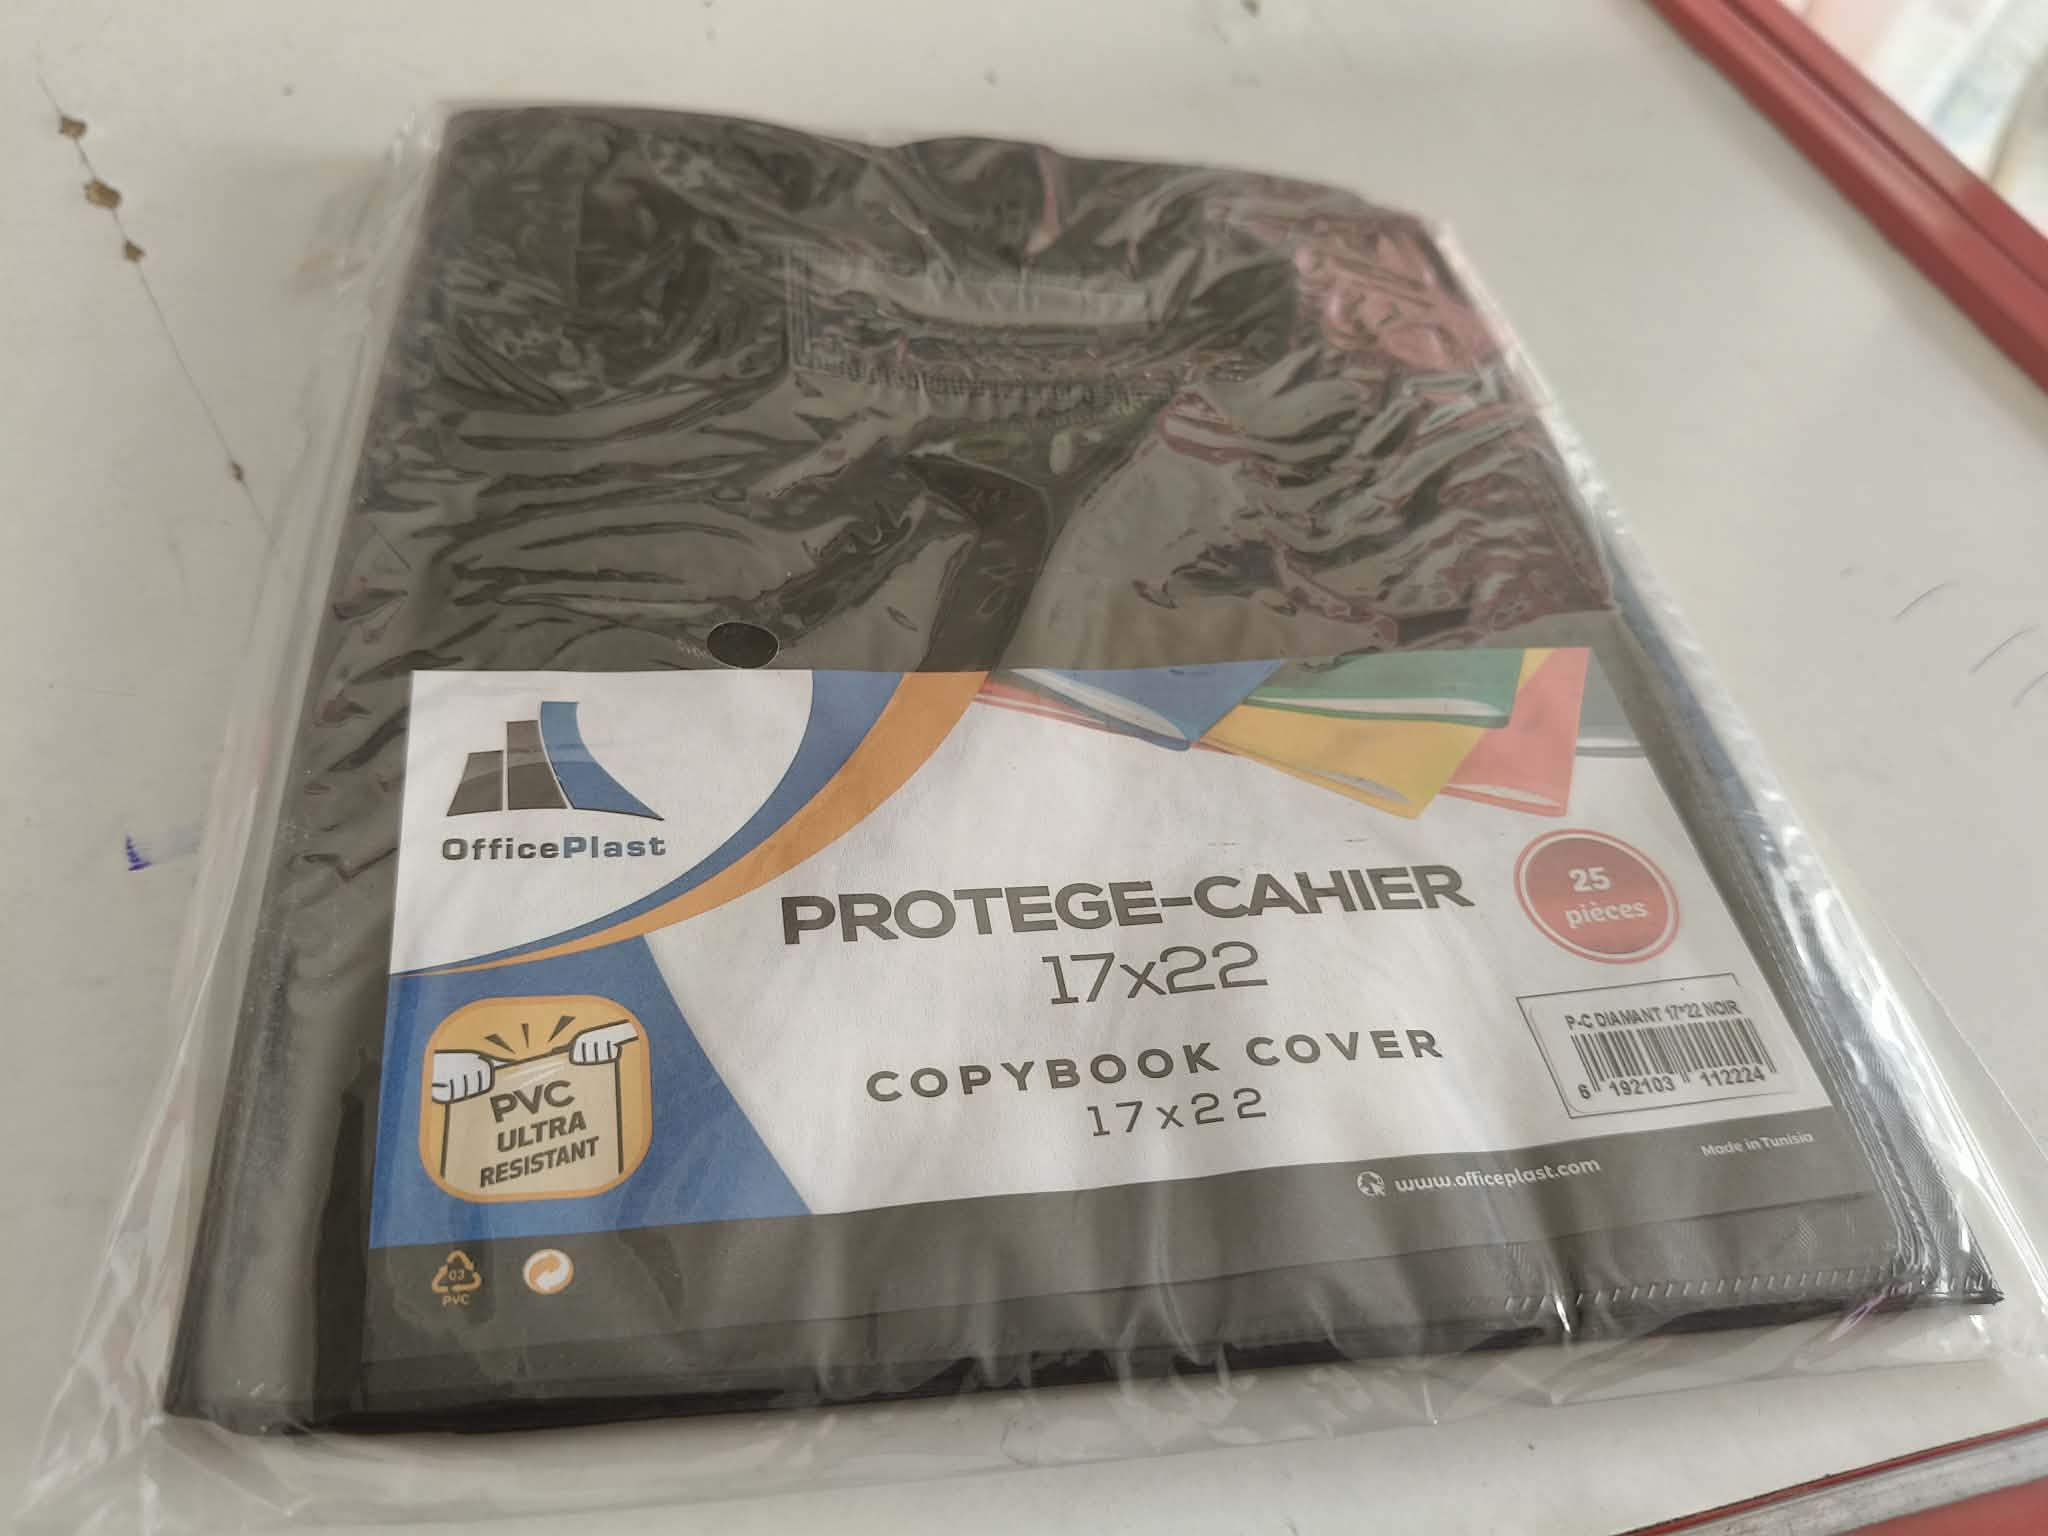 OfficePlast
PROTEGE-CAHIER
17x22
COPYBOOK COVER
17x22
25
pièces
P-C DIAMANT 17*22 NOIR
6 192103 112224
PVC
ULTRA
RESISTANT
www.officeplast.com
Made in Tunisia
03
PVC